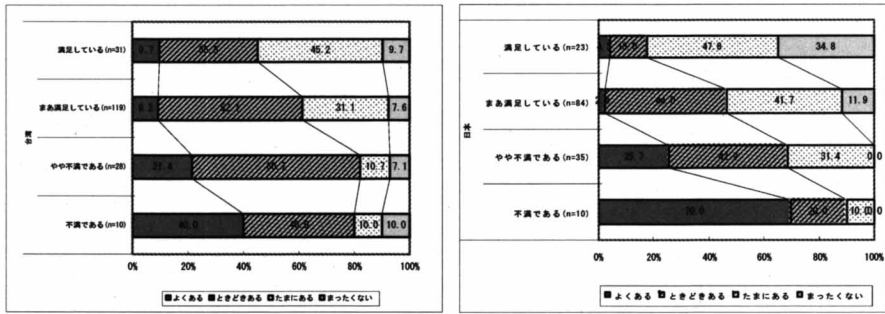 満足している(n=31)
9.7
45.2
9.7
まあ満足している(n=119)
31.1
7.6
台湾
やや不満である(n=28)
10.7
7.1
不満である(n=10)
40.0
10.0
10.0
0%
20%
40%
60%
80%
100%
■よくある ■ときどきある □たまにある ■まったくない
満足している(n=23)
47.8
34.8
まあ満足している(n=84)
41.7
11.9
日本
やや不満である(n=35)
25.7
31.4
0.0
不満である(n=10)
70.0
20.0
10.0
0.0
0%
20%
40%
60%
80%
100%
■よくある ■ときどきある □たまにある ■まったくない